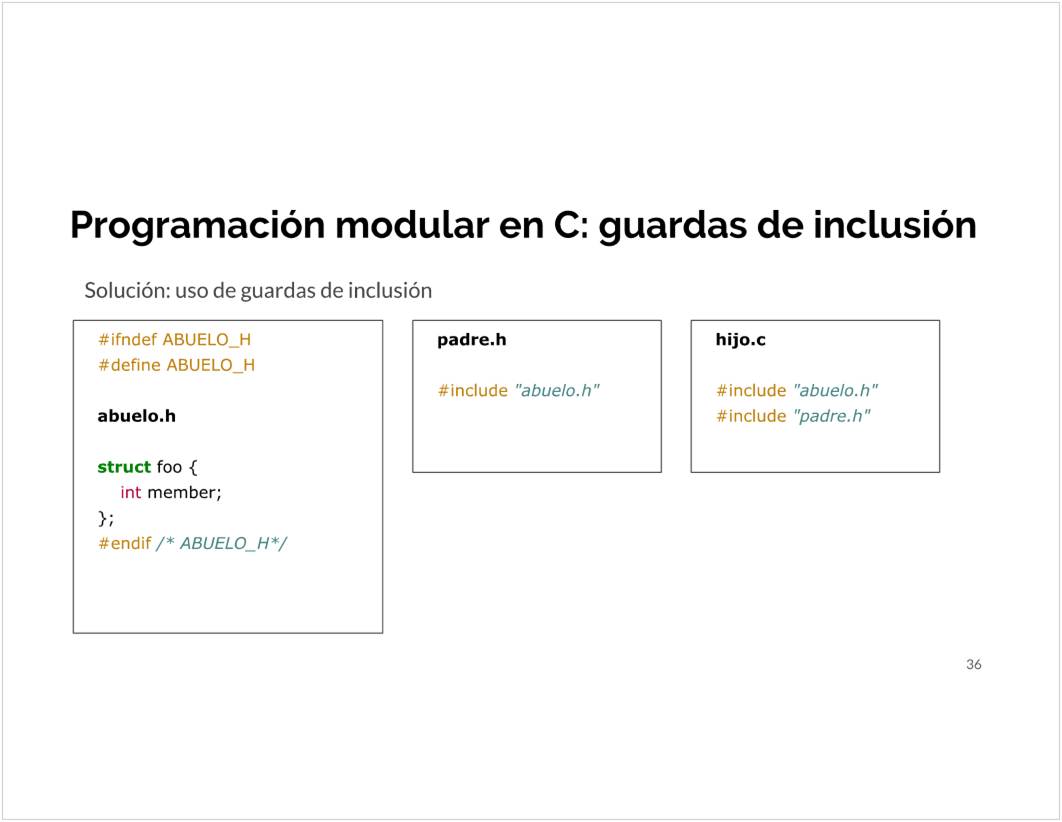 Programación modular en C: guardas de inclusión
Solución: uso de guardas de inclusión
#ifndef ABUELO_H
#define ABUELO_H
abuelo.h
struct foo {
int member;
};
#endif /* ABUELO_H*/
padre.h
#include "abuelo.h"
hijo.c
#include "abuelo.h"
#include "padre.h"
36